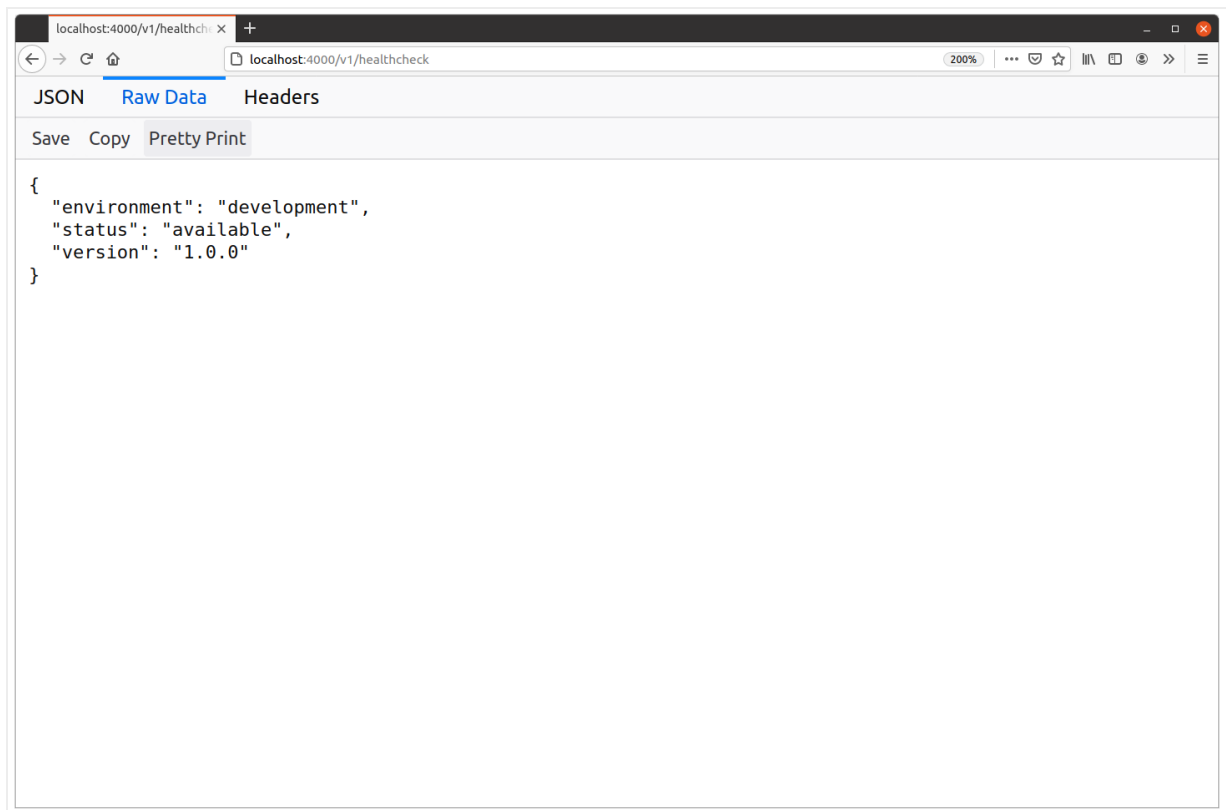 localhost:4000/v1/healthche
localhost:4000/v1/healthcheck
200%
JSON Raw Data Headers
Save Copy Pretty Print
{
"environment": "development",
"status": "available",
"version": "1.0.0"
}